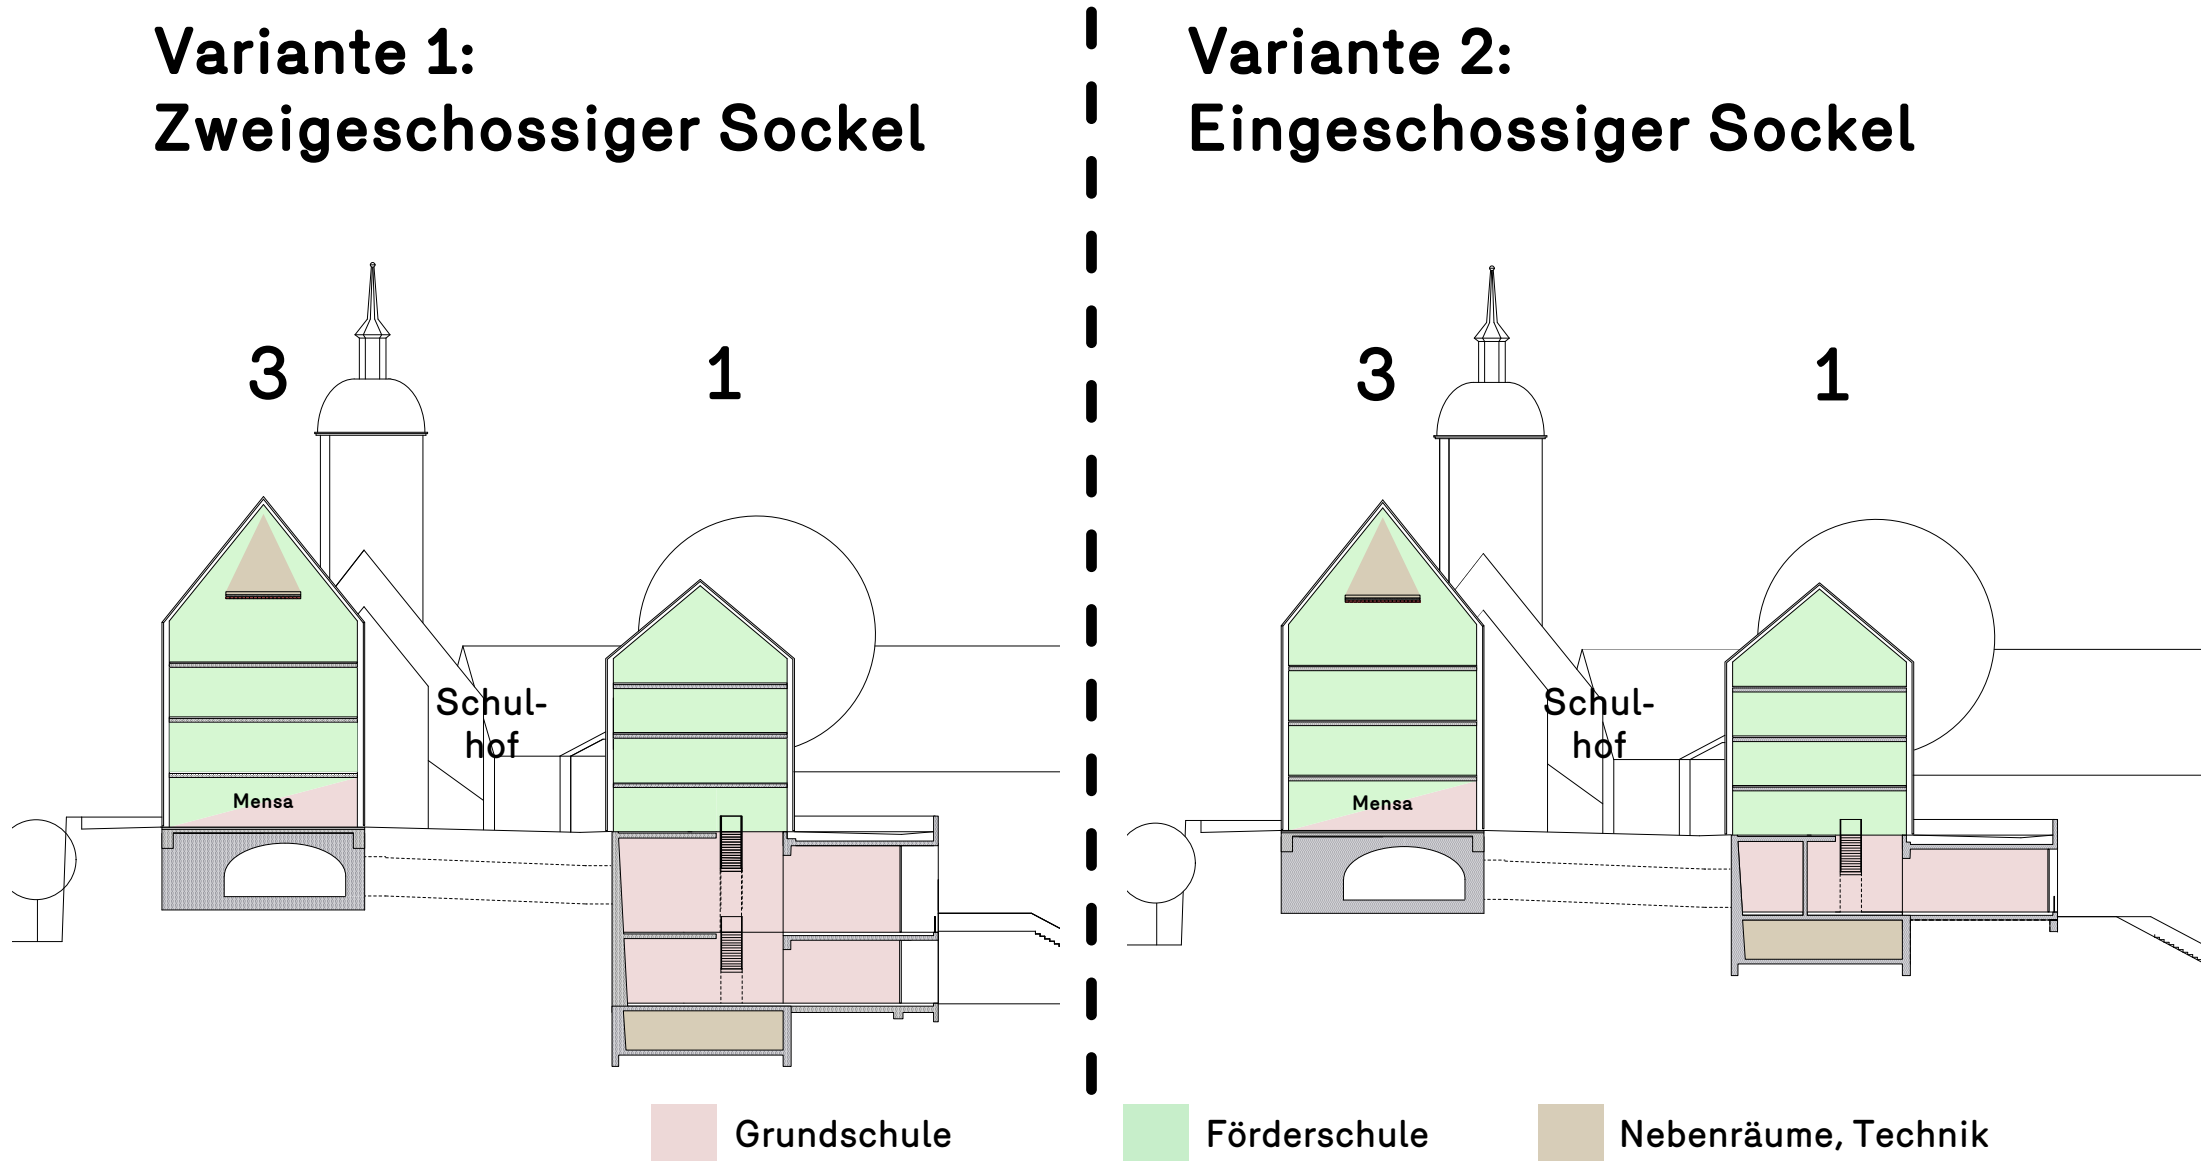 Variante 1:
Zweigeschossiger Sockel
3
1
Schul-
hof
Mensa
Variante 2:
Eingeschossiger Sockel
3
1
Schul-
hof
Mensa
Grundschule
Förderschule
Nebenräume, Technik